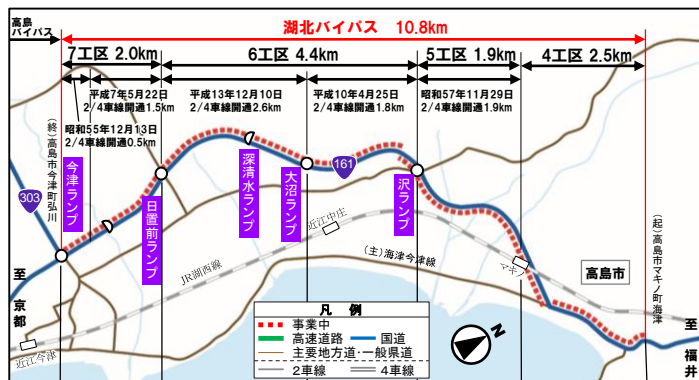 高島
バイパス
湖北バイパス 10.8km
7工区 2.0km
6工区 4.4km
5工区 1.9km
4工区 2.5km
平成7年5月22日
2/4車線開通1.5km
平成13年12月10日
2/4車線開通2.6km
平成10年4月25日
2/4車線開通1.8km
昭和57年11月29日
2/4車線開通1.9km
昭和55年12月13日
2/4車線開通0.5km
(終)高島市今津町弘川
303
今津ランプ
日置前ランプ
深清水ランプ
大沼ランプ
161
沢ランプ
近江中庄
マキノ
JR湖西線
(主)海津今津線
高島市
(起)高島市マキノ町海津
至京都
近江今津
至福井
凡 例
事業中
高速道路 国道
主要地方道・一般県道
2車線 4車線
N